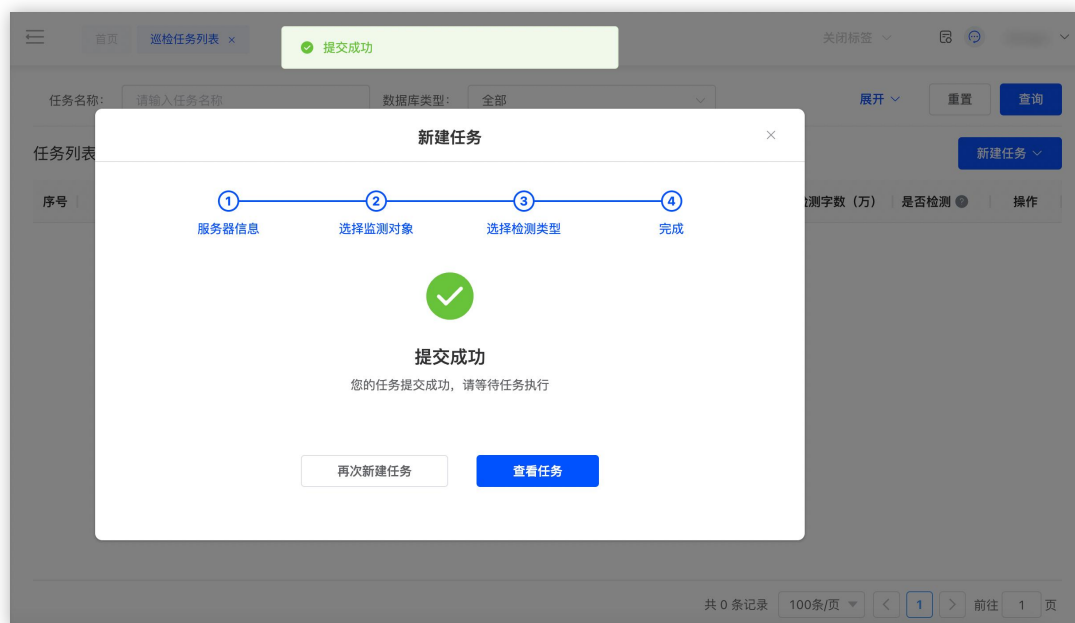 首页 巡检任务列表 × 提交成功 关闭标签
任务名称: 请输入任务名称 数据库类型: 全部 展开 重置 查询
任务列表 新建任务
新建任务 ×
序号 测字数（万） 是否检测 ? 操作
1 2 3 4
服务器信息 选择监测对象 选择检测类型 完成
提交成功
您的任务提交成功，请等待任务执行
再次新建任务 查看任务
共 0 条记录 100条/页 < 1 > 前往 1 页